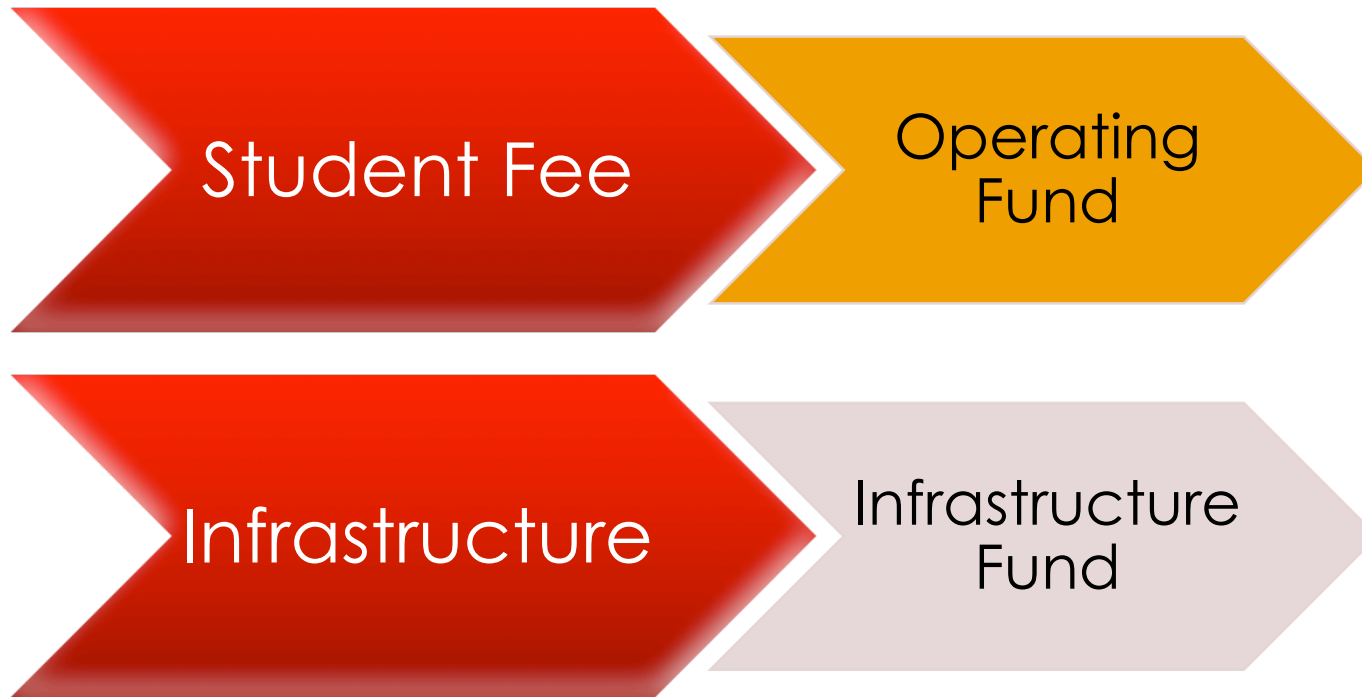 Student Fee
Operating
Fund
Infrastructure
Infrastructure
Fund